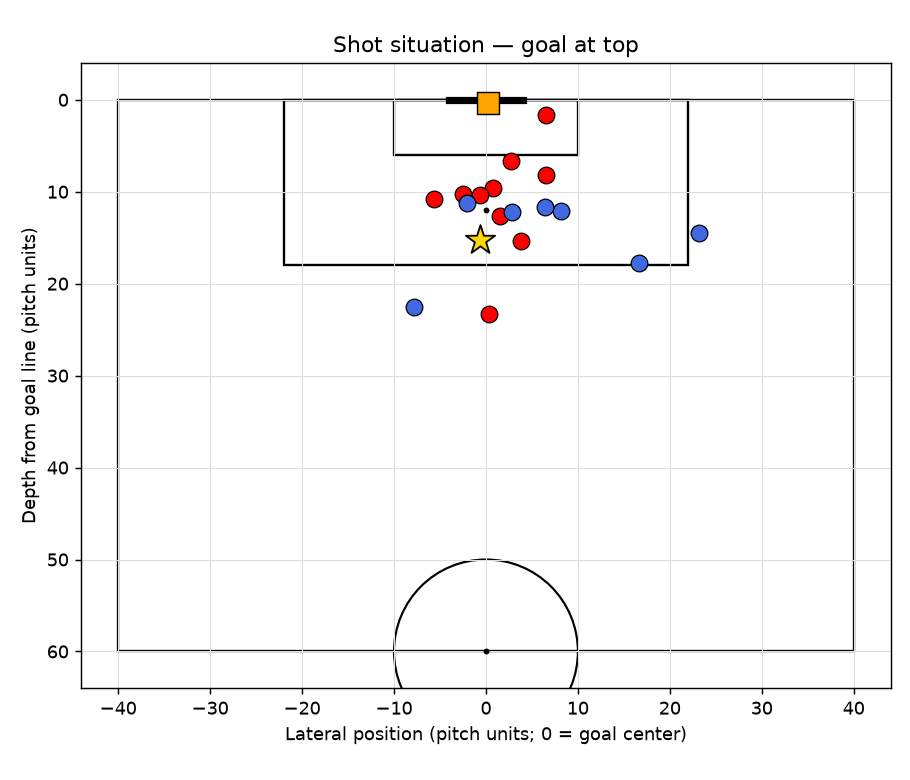 Shot situation — goal at top
0
10
20
30
40
50
60
Depth from goal line (pitch units)
−40 −30 −20 −10 0 10 20 30 40
Lateral position (pitch units; 0 = goal center)